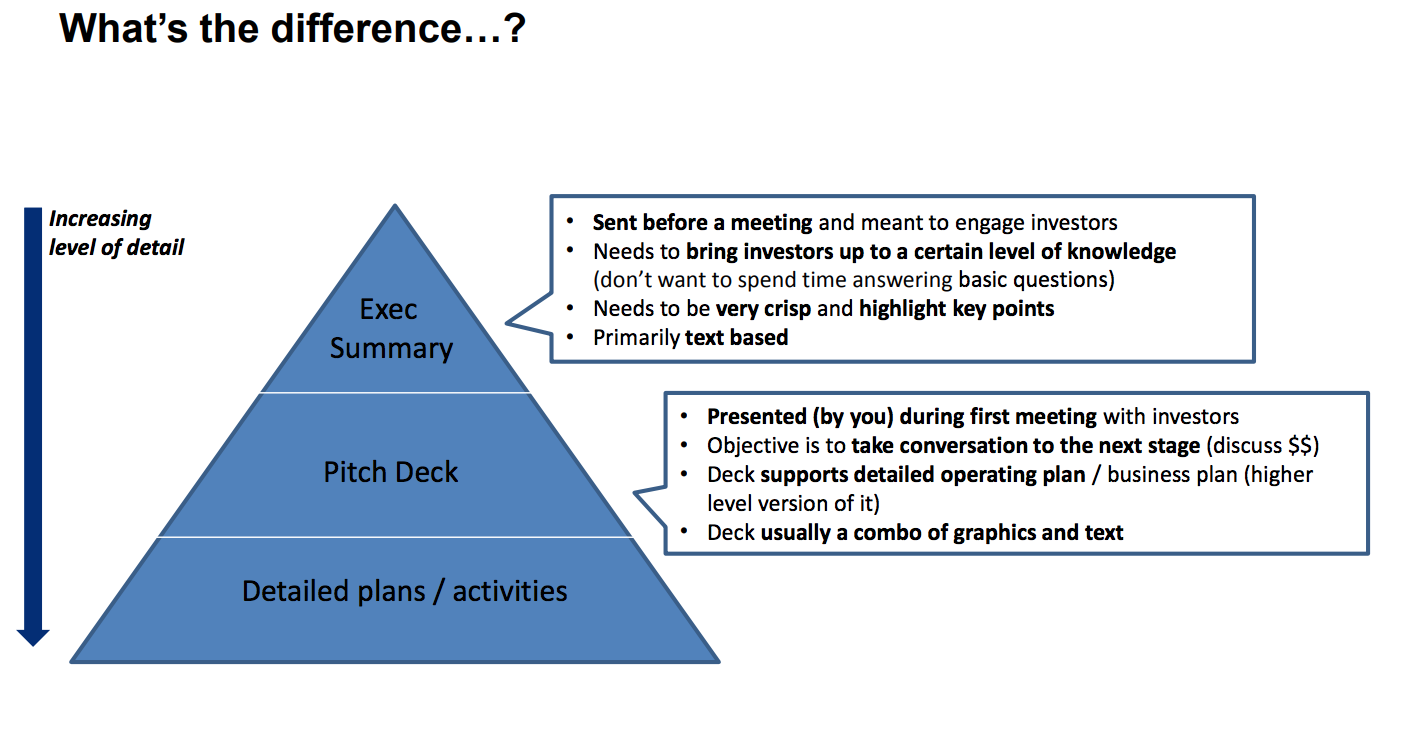 What’s the difference…?
Increasing
level of detail
Exec
Summary
• Sent before a meeting and meant to engage investors
• Needs to bring investors up to a certain level of knowledge
(don’t want to spend time answering basic questions)
• Needs to be very crisp and highlight key points
• Primarily text based
Pitch Deck
• Presented (by you) during first meeting with investors
• Objective is to take conversation to the next stage (discuss $$)
• Deck supports detailed operating plan / business plan (higher
level version of it)
• Deck usually a combo of graphics and text
Detailed plans / activities